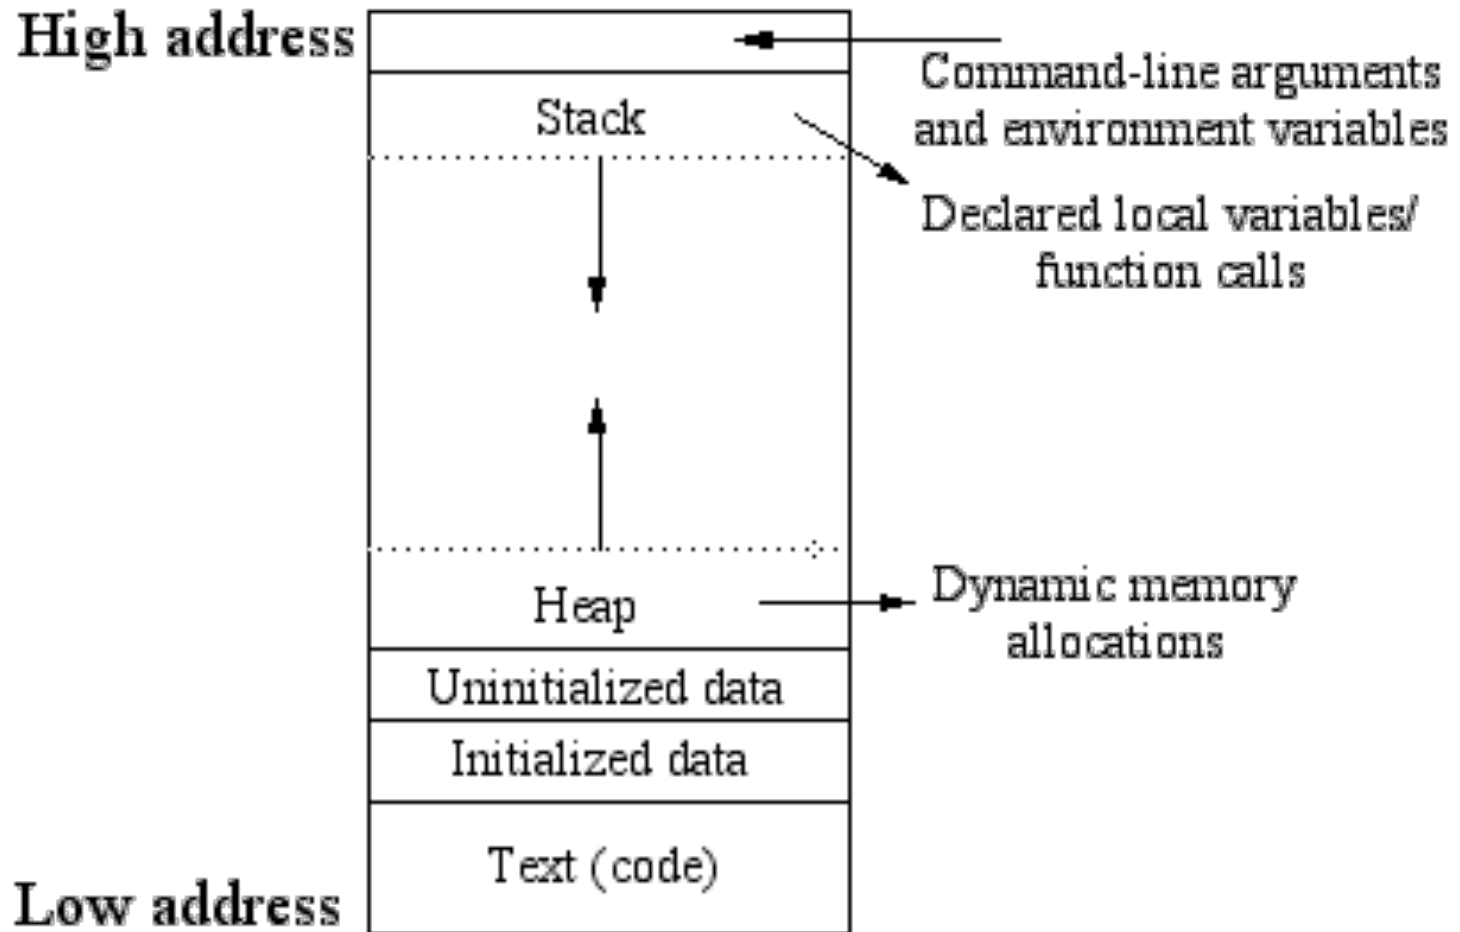 High address
Command-line arguments
and environment variables
Stack
Declared local variables/
function calls
Heap
Dynamic memory
allocations
Uninitialized data
Initialized data
Text (code)
Low address